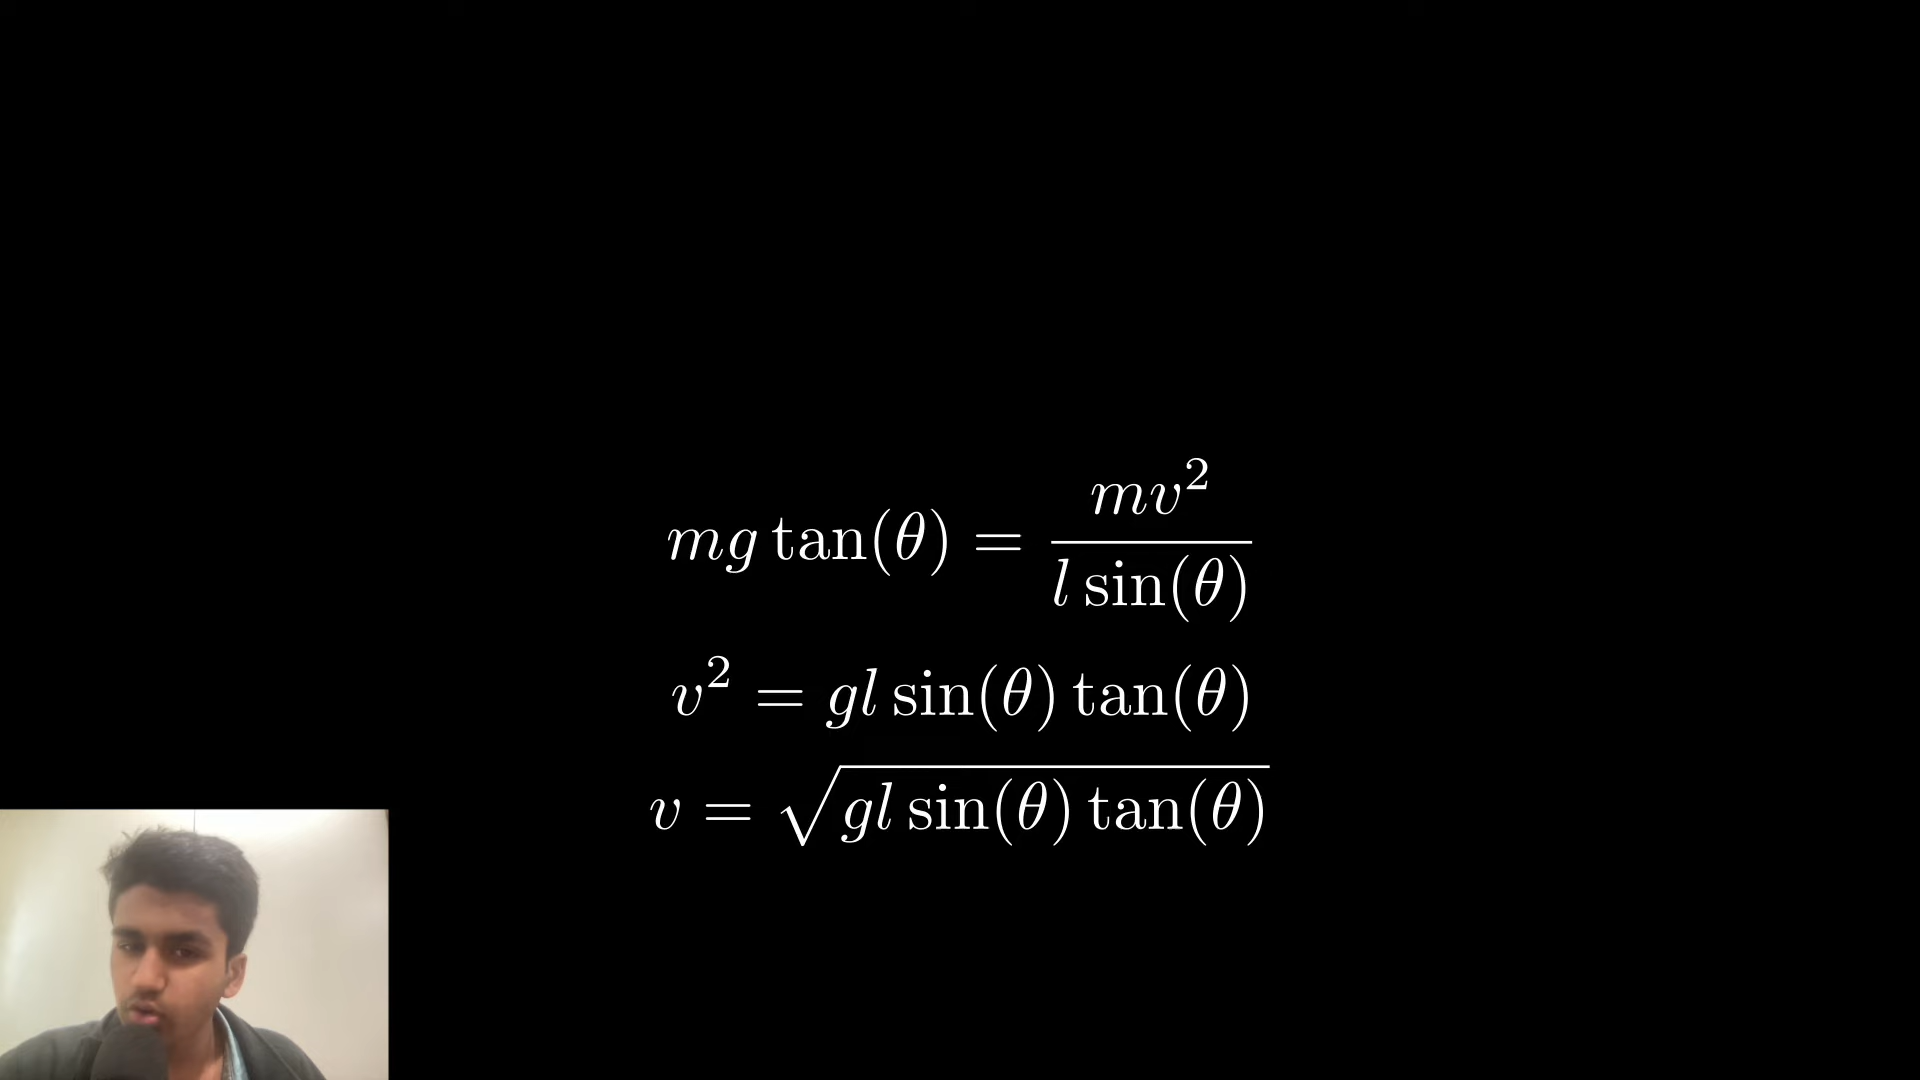 mg tan(θ) = mv² / l sin(θ)
v² = gl sin(θ) tan(θ)
v = √gl sin(θ) tan(θ)